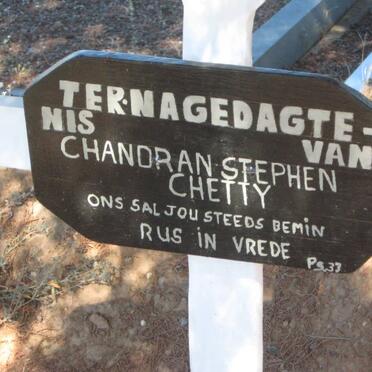 TER.NAGEDAGTE-
NIS VAN
CHANDRAN STEPHEN
CHETTY
ONS SAL JOU STEEDS BEMIN
RUS IN VREDE
Ps.37